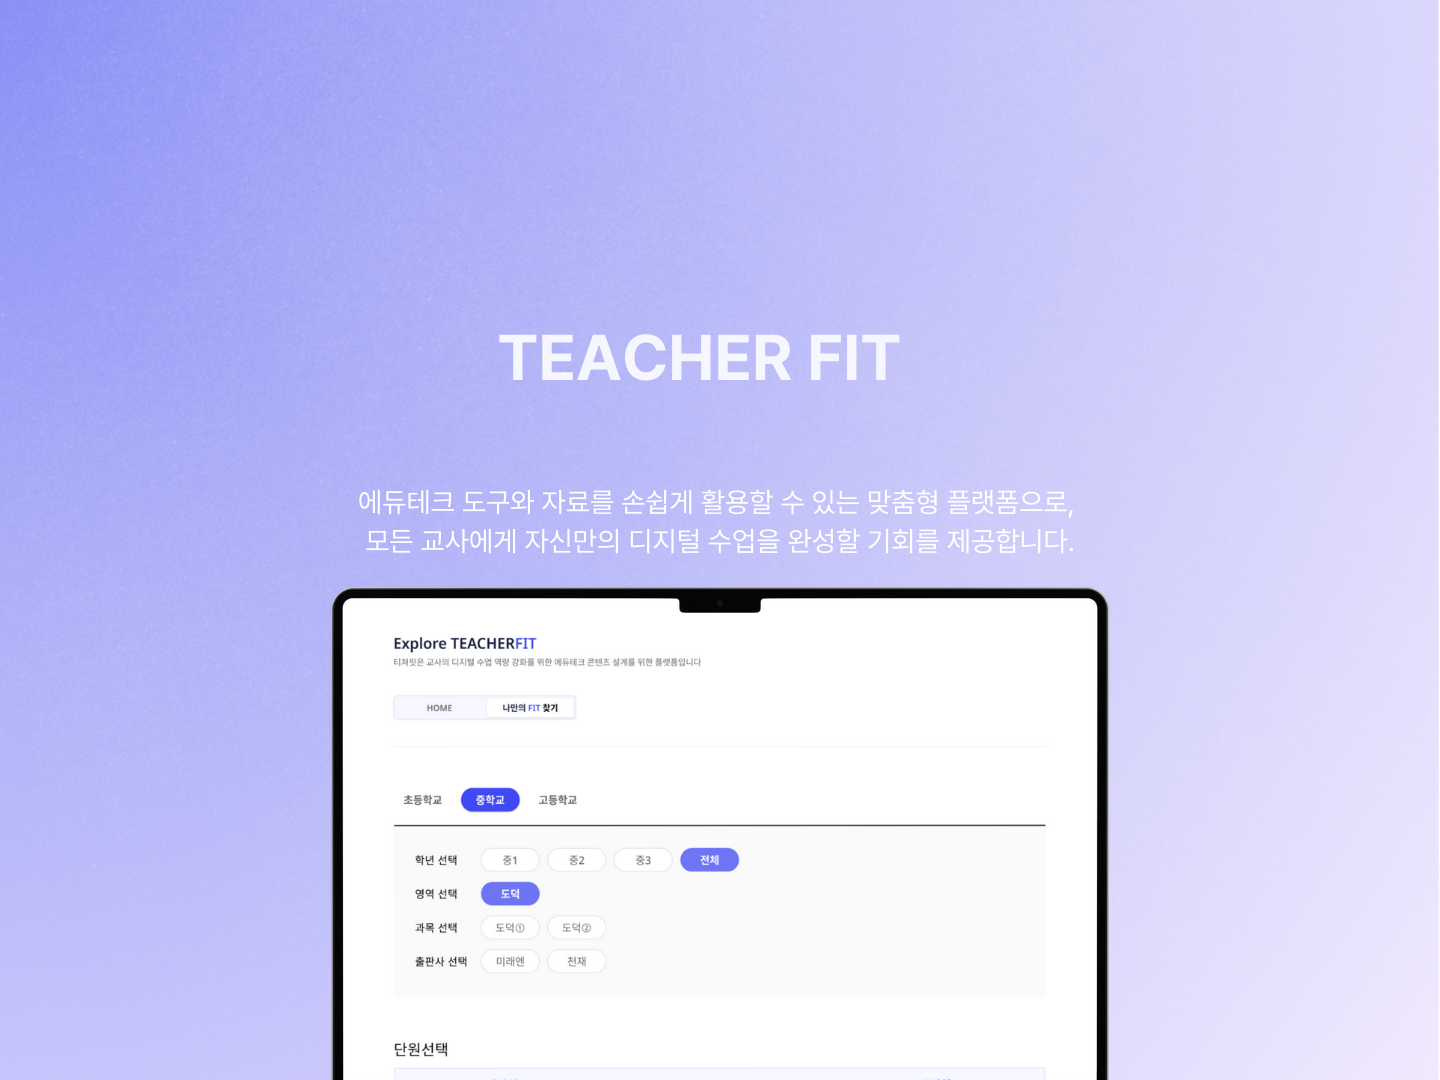 TEACHER FIT
에듀테크 도구와 자료를 손쉽게 활용할 수 있는 맞춤형 플랫폼으로,
모든 교사에게 자신만의 디지털 수업을 완성할 기회를 제공합니다.
Explore TEACHERFIT
티쳐핏은 교사의 디지털 수업 역량 강화를 위한 에듀테크 콘텐츠 설계를 위한 플랫폼입니다
HOME 나만의 FIT 찾기
초등학교 중학교 고등학교
학년 선택 중1 중2 중3 전체
영역 선택 도덕
과목 선택 도덕① 도덕②
출판사 선택 미래엔 천재
단원선택